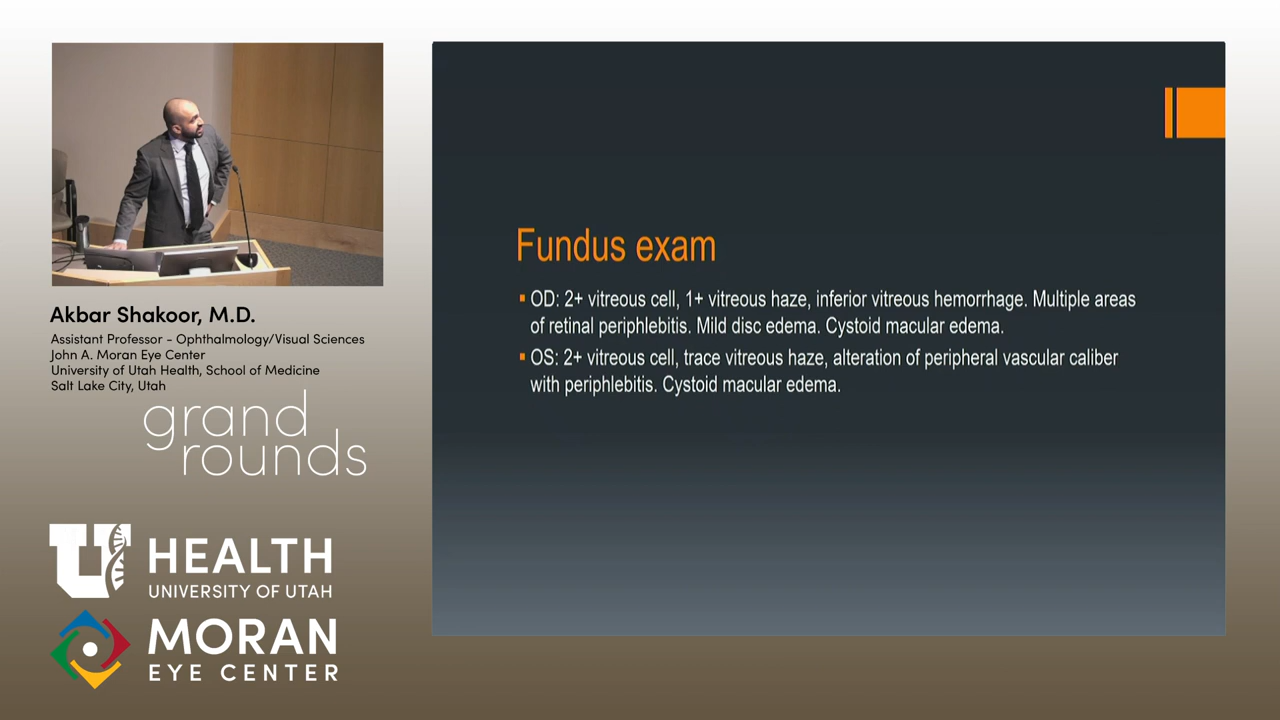 Akbar Shakoor, M.D.
Assistant Professor - Ophthalmology/Visual Sciences
John A. Moran Eye Center
University of Utah Health, School of Medicine
Salt Lake City, Utah
grand
rounds
U HEALTH
UNIVERSITY OF UTAH
MORAN
EYE CENTER
Fundus exam
OD: 2+ vitreous cell, 1+ vitreous haze, inferior vitreous hemorrhage. Multiple areas
of retinal periphlebitis. Mild disc edema. Cystoid macular edema.
OS: 2+ vitreous cell, trace vitreous haze, alteration of peripheral vascular caliber
with periphlebitis. Cystoid macular edema.